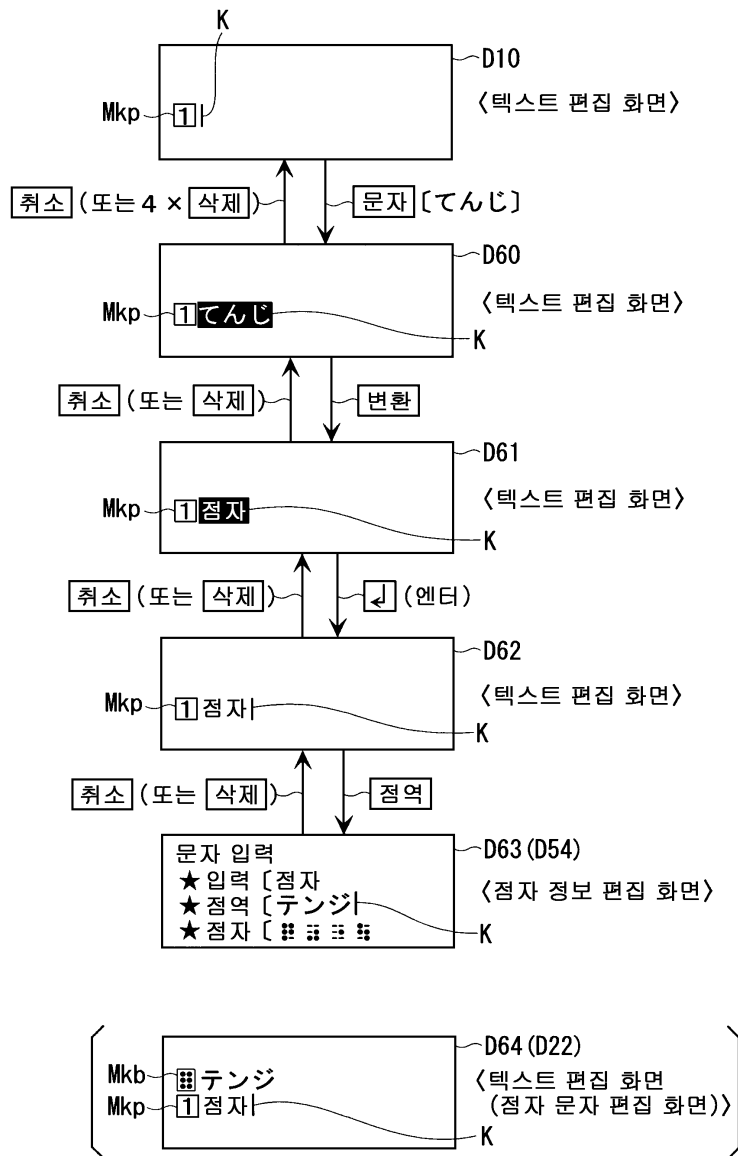 K
D10
Mkp 1 〈텍스트 편집 화면〉
취소 (또는 4 × 삭제) 문자 [てんじ]
D60
Mkp 1 てんじ 〈텍스트 편집 화면〉
K
취소 (또는 삭제) 변환
D61
Mkp 1 점자 〈텍스트 편집 화면〉
K
취소 (또는 삭제) ↲ (엔터)
D62
Mkp 1 점자 〈텍스트 편집 화면〉
K
취소 (또는 삭제) 점역
D63 (D54)
문자 입력
★입력 [점자
〈점자 정보 편집 화면〉
★점역 [テンジ
K
★점자 [⠿
D64 (D22)
Mkb テンジ
〈텍스트 편집 화면
Mkp 1 점자
(점자 문자 편집 화면)〉
K